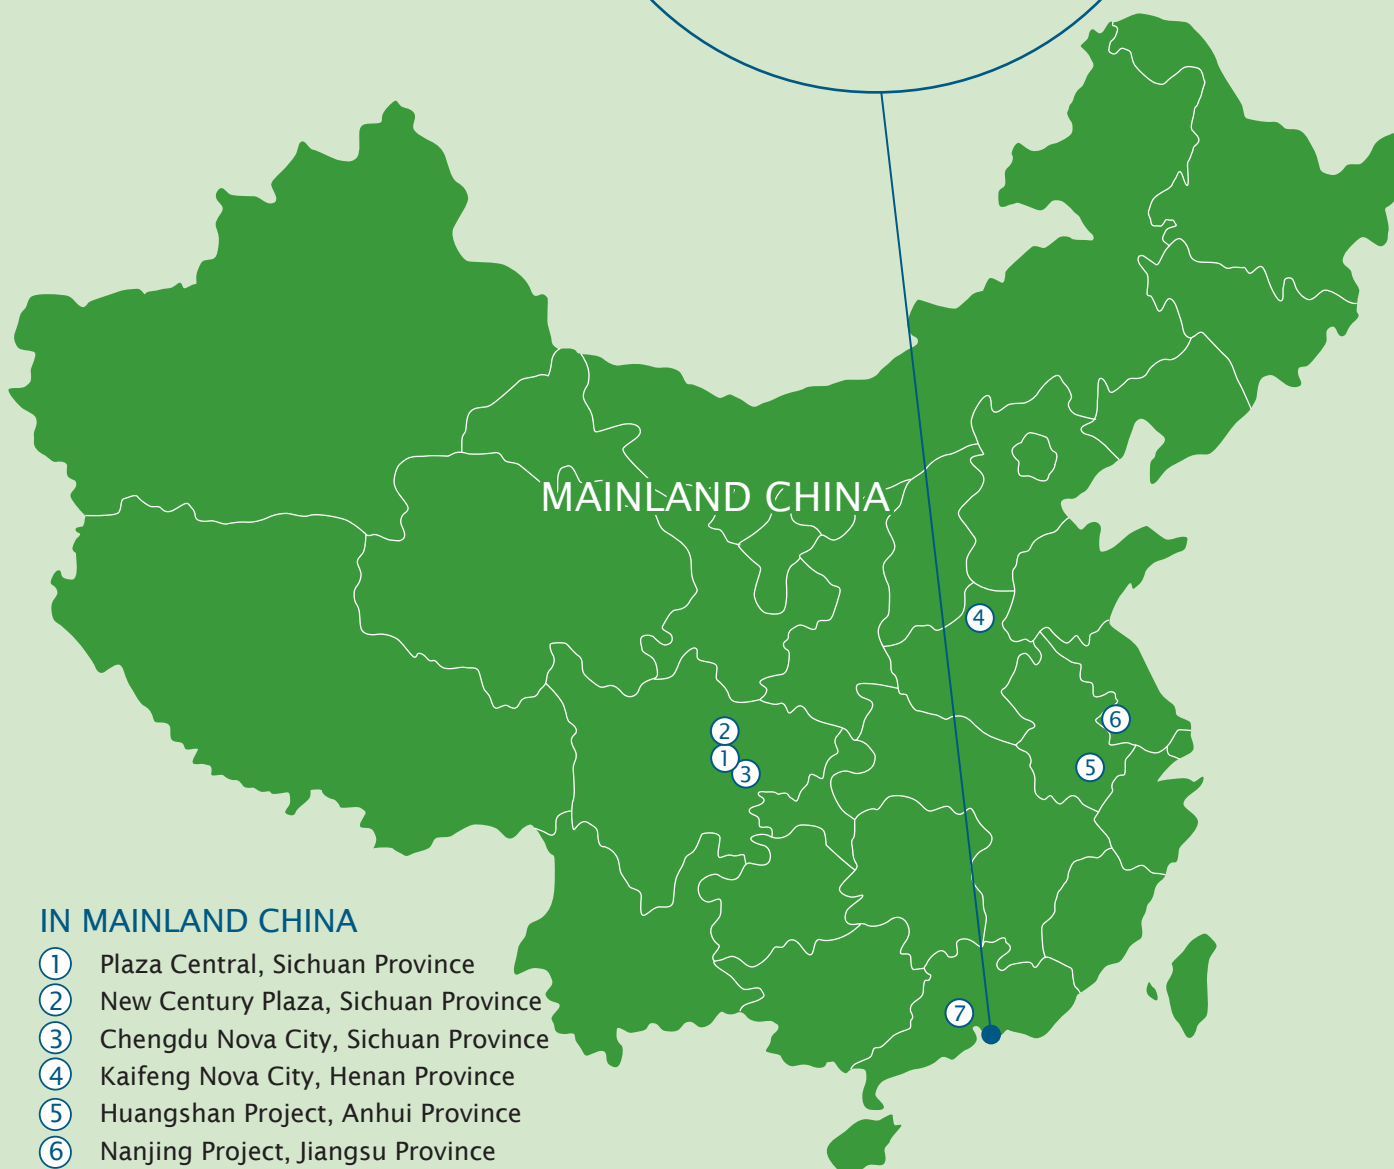 MAINLAND CHINA
4
6
2
1
3
5
7
IN MAINLAND CHINA
1 Plaza Central, Sichuan Province
2 New Century Plaza, Sichuan Province
3 Chengdu Nova City, Sichuan Province
4 Kaifeng Nova City, Henan Province
5 Huangshan Project, Anhui Province
6 Nanjing Project, Jiangsu Province